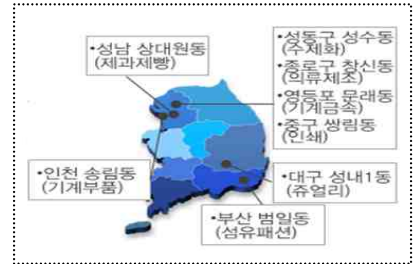 •성남 상대원동
(제과제빵)
•성동구 성수동
(수제화)
•종로구 창신동
(의류제조)
•영등포 문래동
(기계금속)
•중구 쌍림동
(인쇄)
•인천 송림동
(기계부품)
•대구 성내1동
(쥬얼리)
•부산 범일동
(섬유패션)